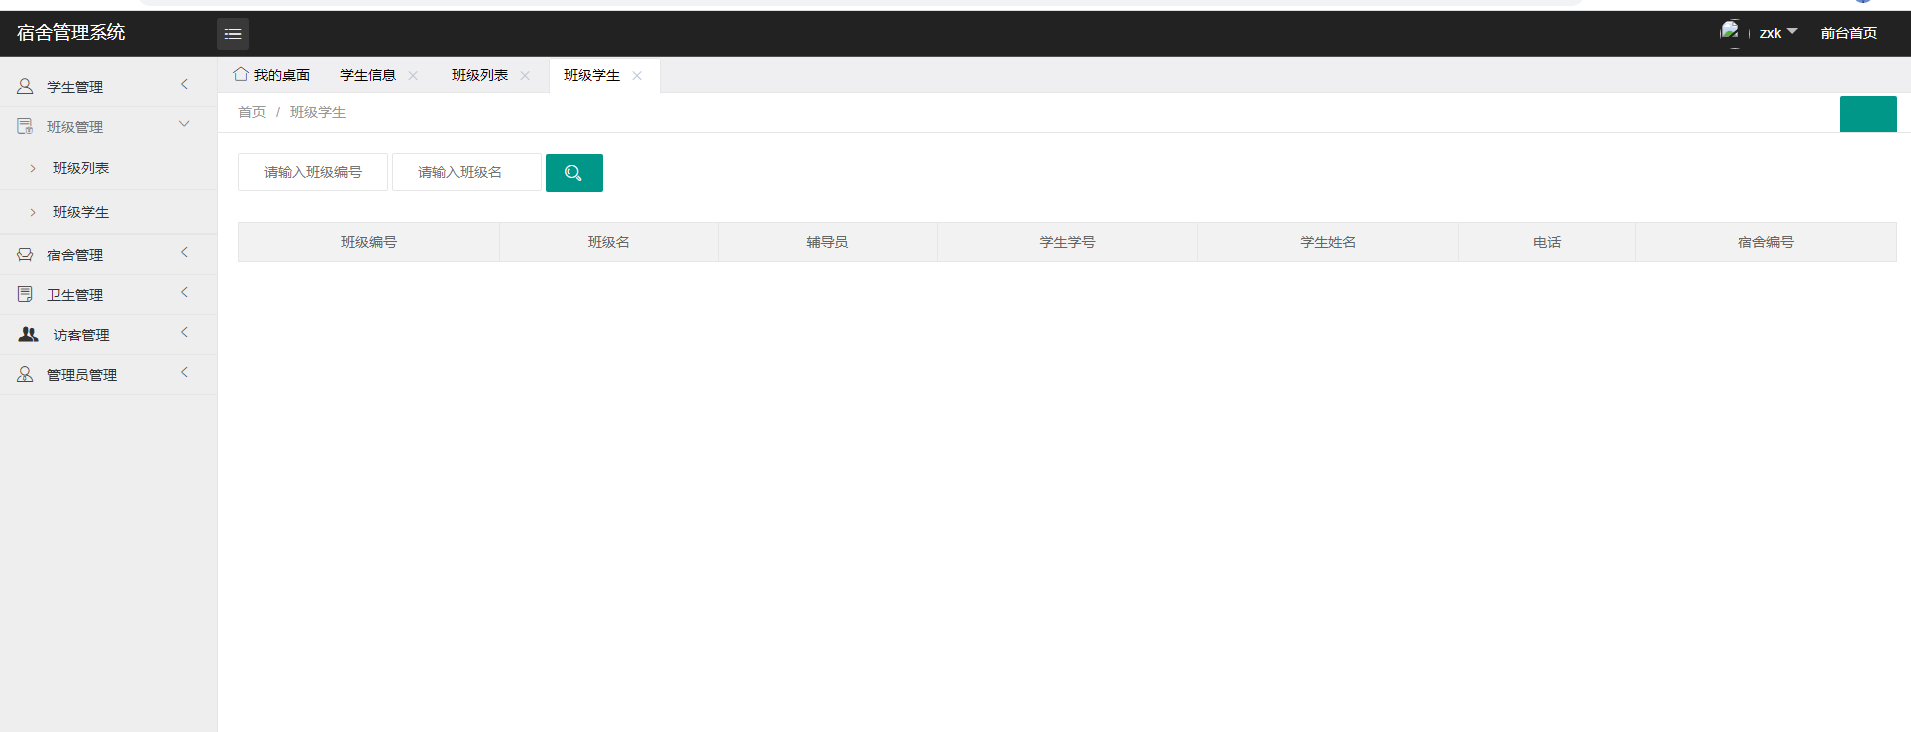 宿舍管理系统
zxk
前台首页
学生管理
班级管理
班级列表
班级学生
宿舍管理
卫生管理
访客管理
管理员管理
我的桌面 学生信息 班级列表 班级学生
首页 / 班级学生
请输入班级编号 请输入班级名
班级编号 班级名 辅导员 学生学号 学生姓名 电话 宿舍编号